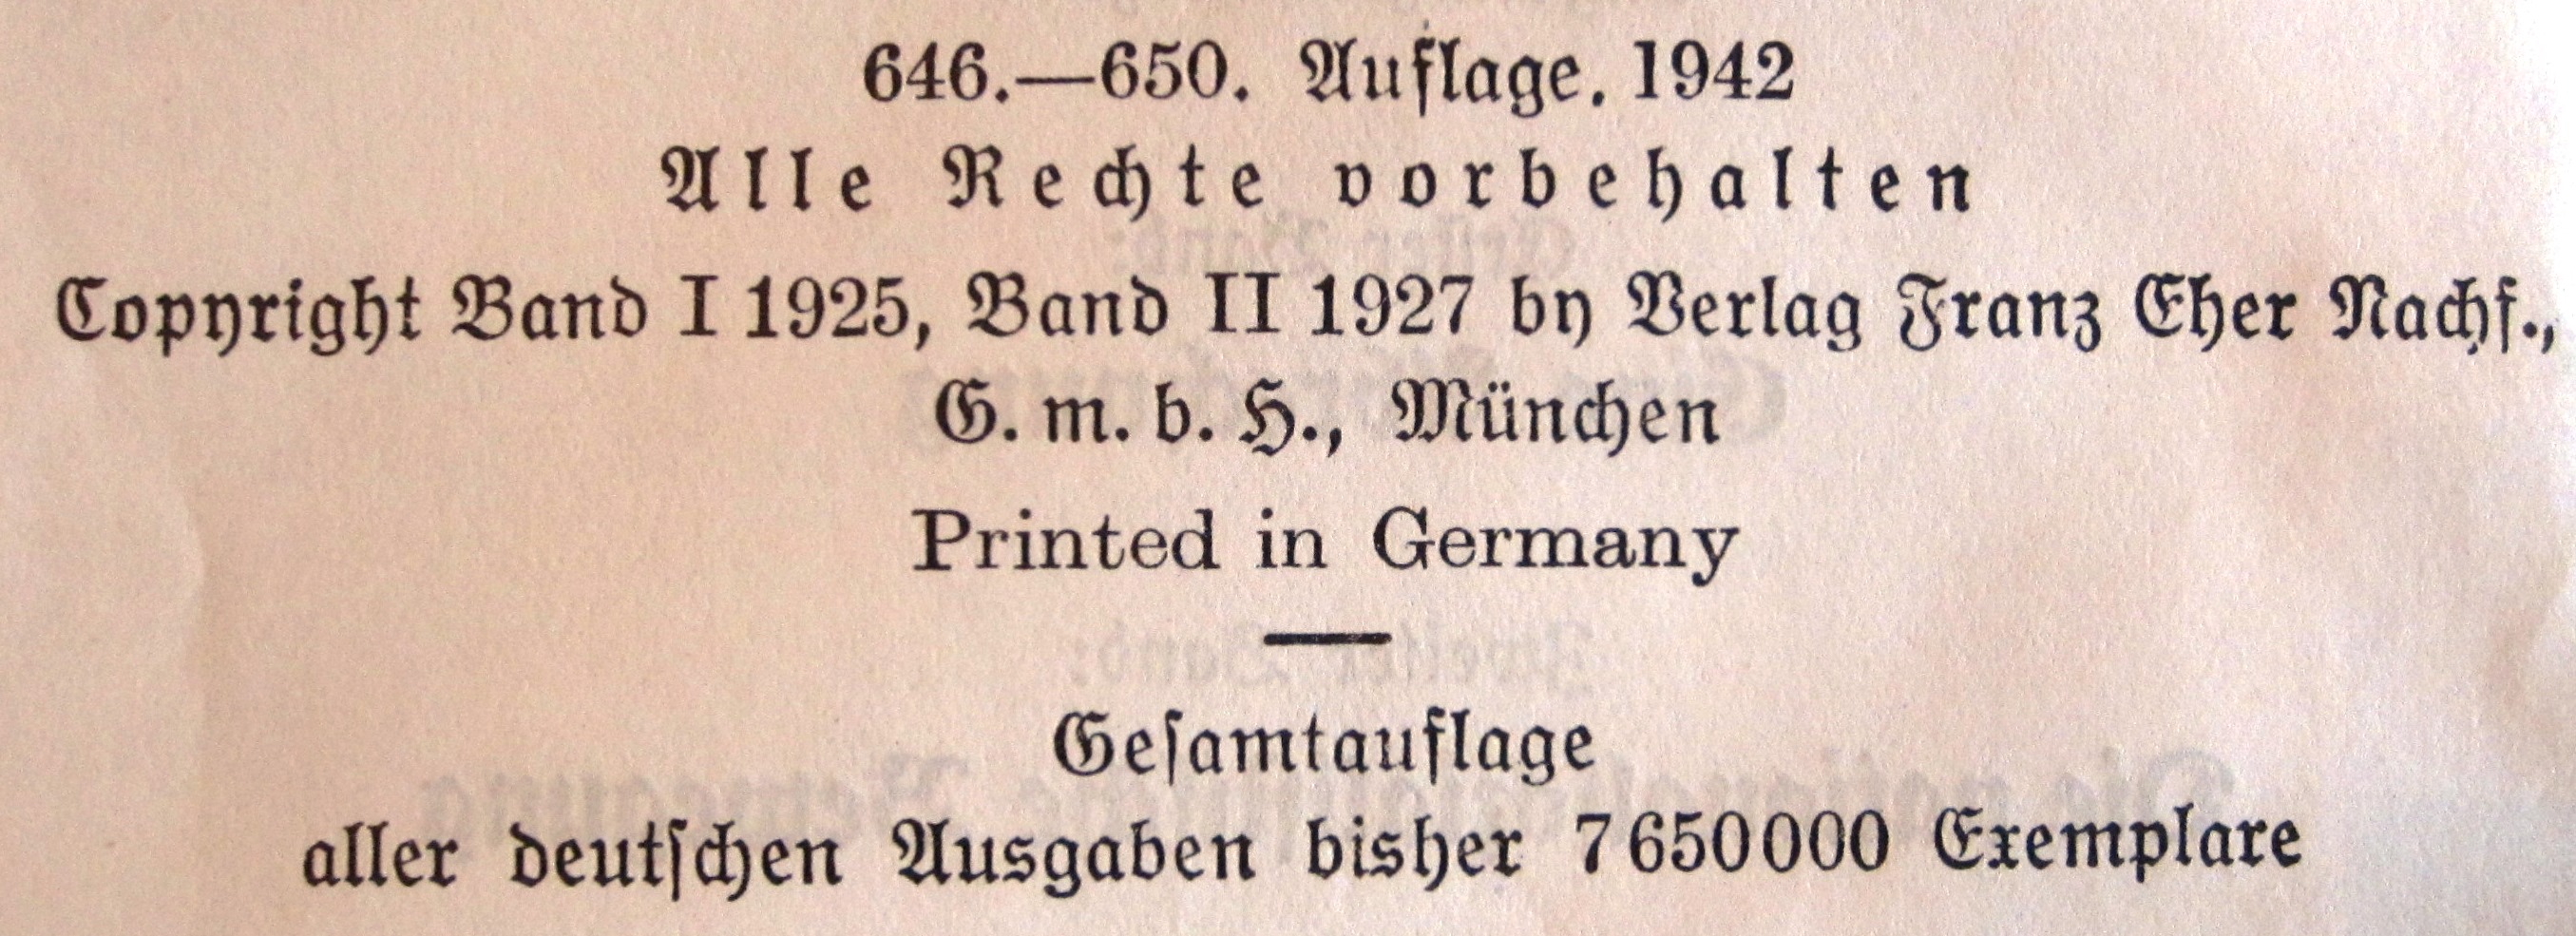 646.—650. Auflage. 1942
Alle Rechte vorbehalten
Copyright Band I 1925, Band II 1927 by Verlag Franz Eher Nachf.,
G. m. b. H., München
Printed in Germany
Geſamtauflage
aller deutſchen Ausgaben bisher 7650000 Exemplare